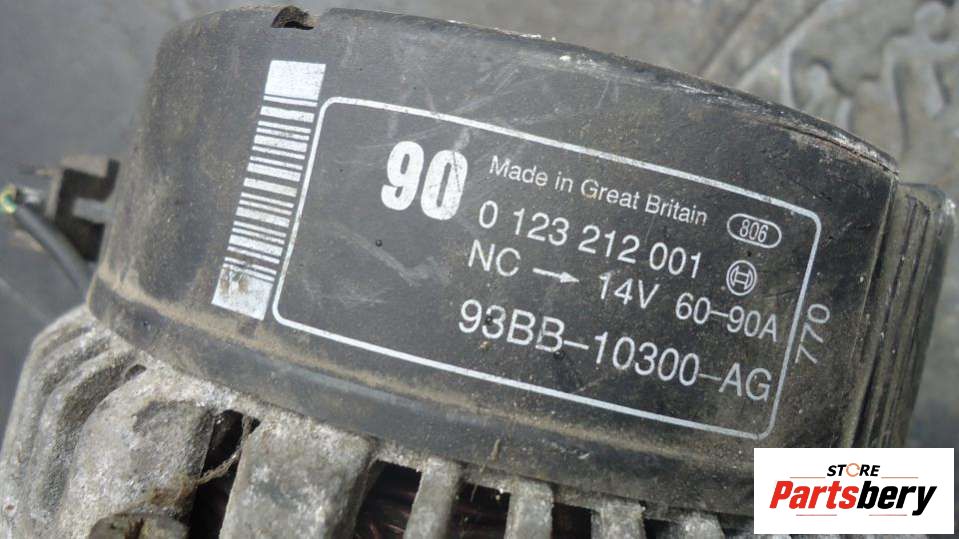 90 Made in Great Britain 806
0 123 212 001
NC → 14V 60-90A
93BB-10300-AG
770
STORE
Partsbery